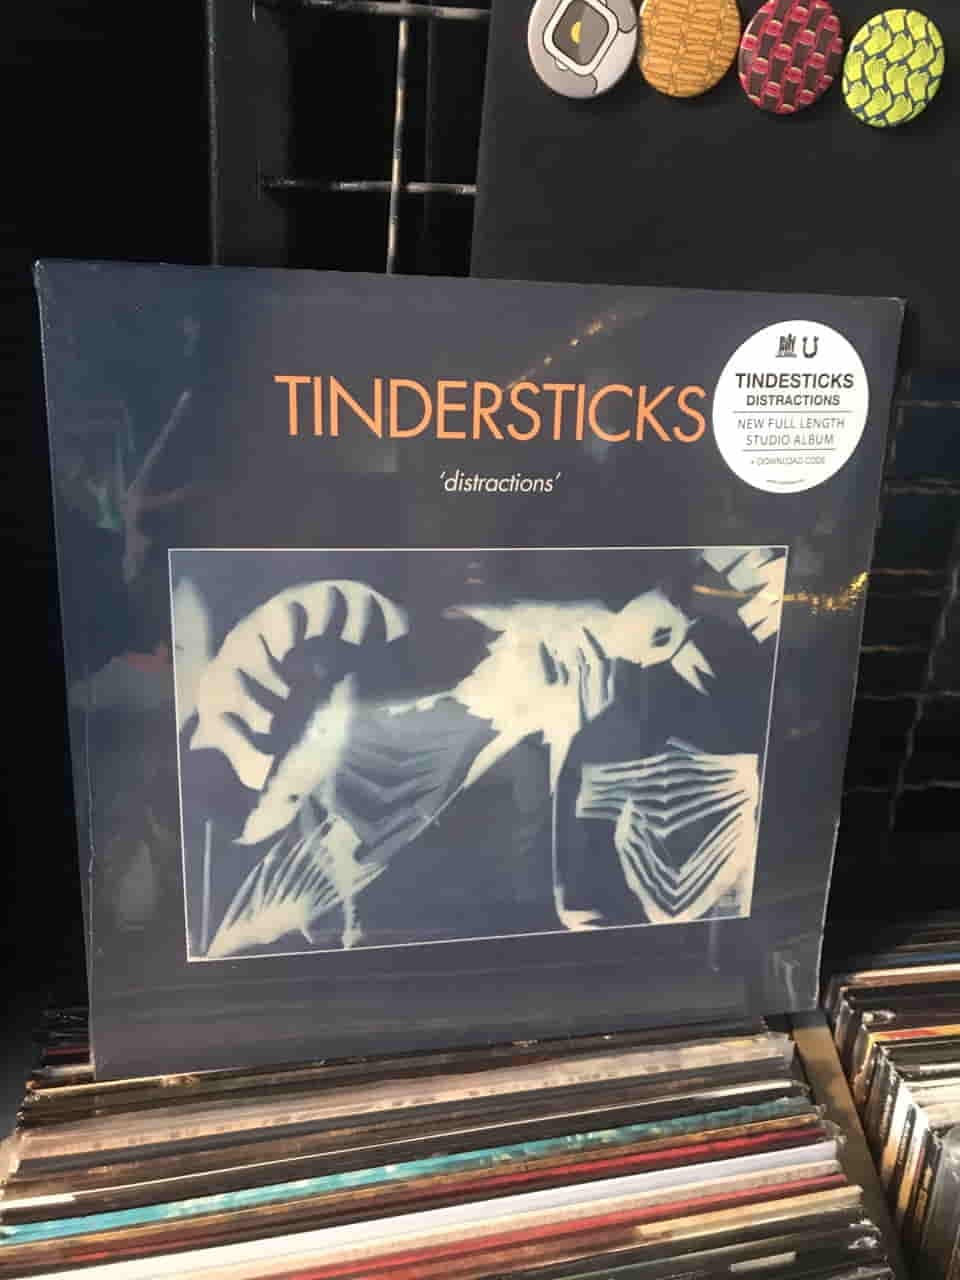 TINDERSTICKS
'distractions'
TINDESTICKS
DISTRACTIONS
NEW FULL LENGTH
STUDIO ALBUM
+ DOWNLOAD CODE